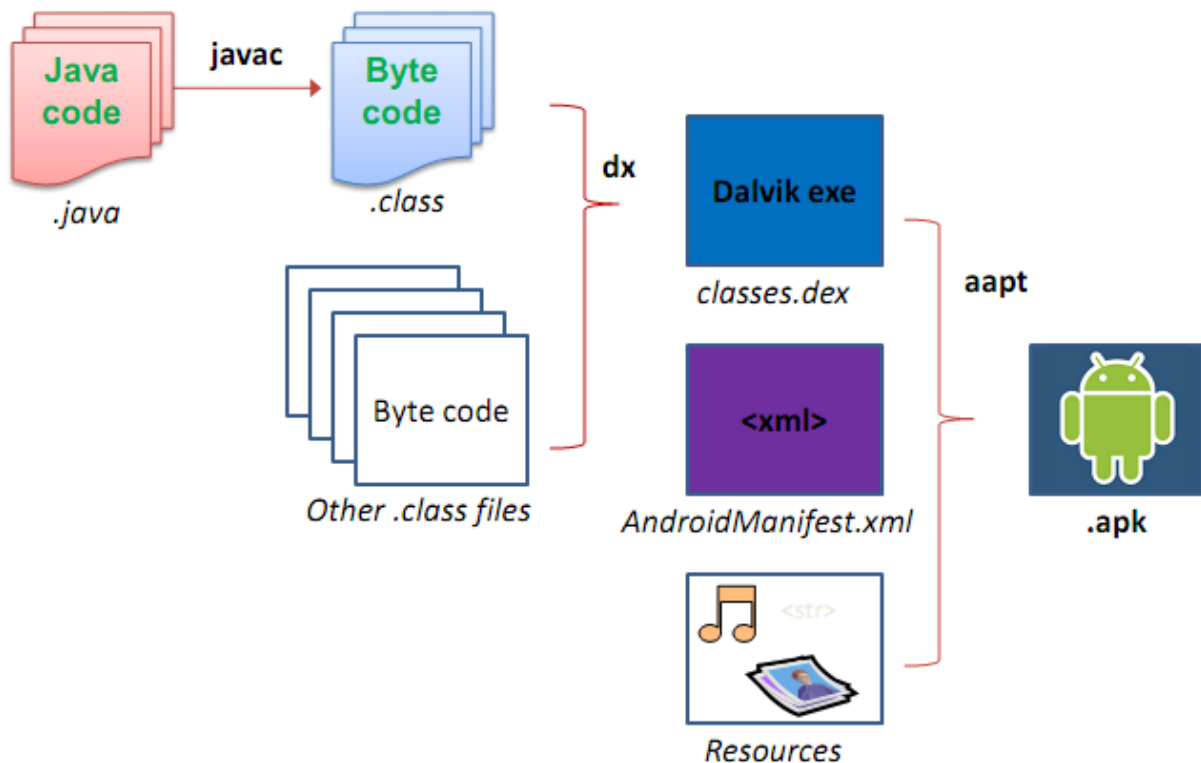 Java
code
.java
javac
Byte
code
.class
Byte code
Other .class files
dx
Dalvik exe
classes.dex
<xml>
AndroidManifest.xml
<str>
Resources
aapt
.apk